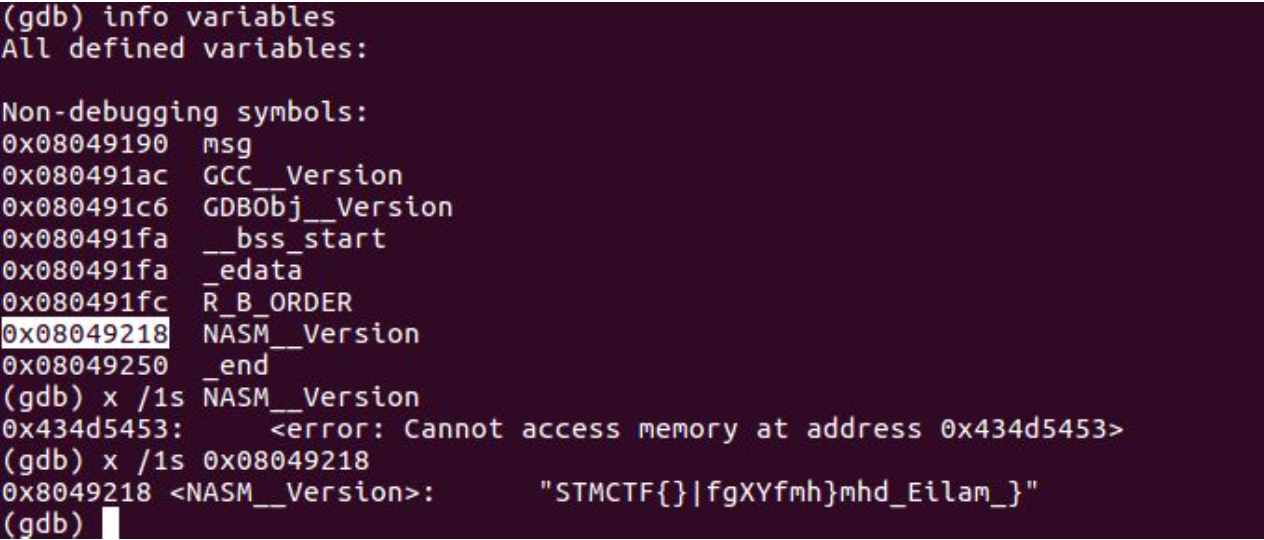 (gdb) info variables
All defined variables:
Non-debugging symbols:
0x08049190  msg
0x080491ac  GCC__Version
0x080491c6  GDBObj__Version
0x080491fa  __bss_start
0x080491fa  _edata
0x080491fc  R_B_ORDER
0x08049218  NASM__Version
0x08049250  _end
(gdb) x /1s NASM__Version
0x434d5453:     <error: Cannot access memory at address 0x434d5453>
(gdb) x /1s 0x08049218
0x8049218 <NASM__Version>:      "STMCTF{}|fgXYfmh}mhd_Eilam_}"
(gdb)